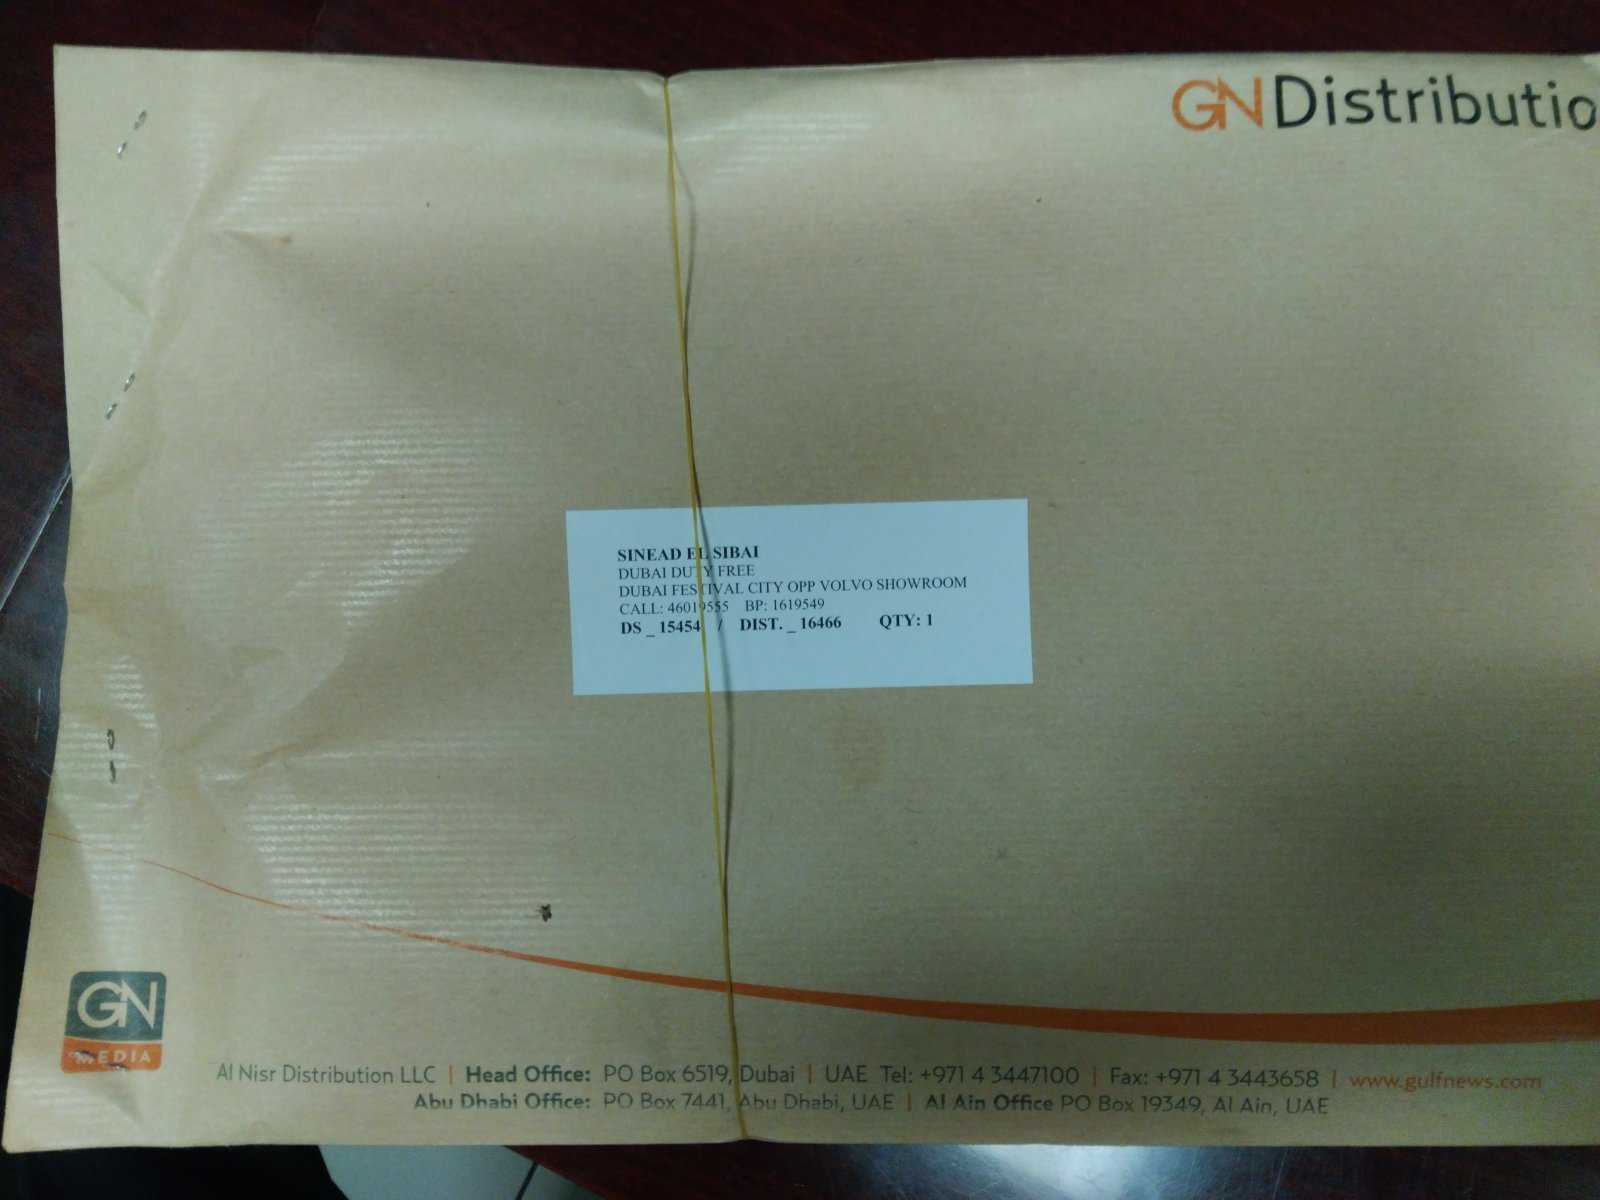 GN Distributio
SINEAD EL SIBAI
DUBAI DUTY FREE
DUBAI FESTIVAL CITY OPP VOLVO SHOWROOM
CALL: 46019555 BP: 1619549
DS _ 15454 / DIST. _ 16466 QTY: 1
GN
MEDIA
Al Nisr Distribution LLC | Head Office: PO Box 6519, Dubai | UAE Tel: +971 4 3447100 | Fax: +971 4 3443658 | www.gulfnews.com
Abu Dhabi Office: PO Box 7441, Abu Dhabi, UAE | Al Ain Office PO Box 19349, Al Ain, UAE